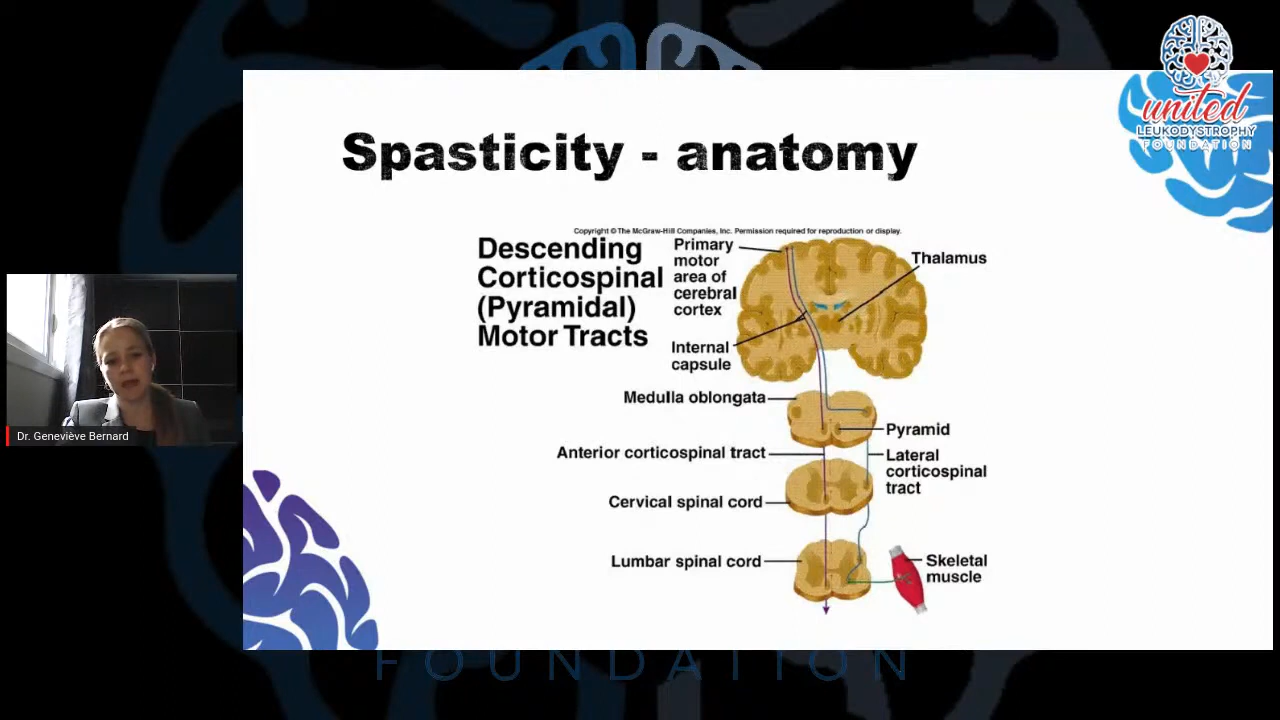 united
LEUKODYSTROPHY
FOUNDATION
Spasticity - anatomy
Copyright © The McGraw-Hill Companies, Inc. Permission required for reproduction or display.
Descending
Corticospinal
(Pyramidal)
Motor Tracts
Primary
motor
area of
cerebral
cortex
Thalamus
Internal
capsule
Medulla oblongata
Pyramid
Anterior corticospinal tract
Lateral
corticospinal
tract
Cervical spinal cord
Lumbar spinal cord
Skeletal
muscle
Dr. Geneviève Bernard
FOUNDATION